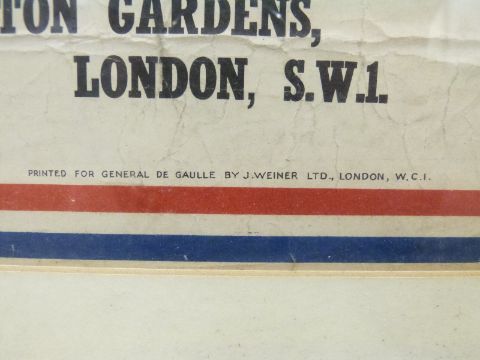 TON GARDENS,
LONDON, S.W.1.
PRINTED FOR GENERAL DE GAULLE BY J. WEINER LTD., LONDON, W.C.1.